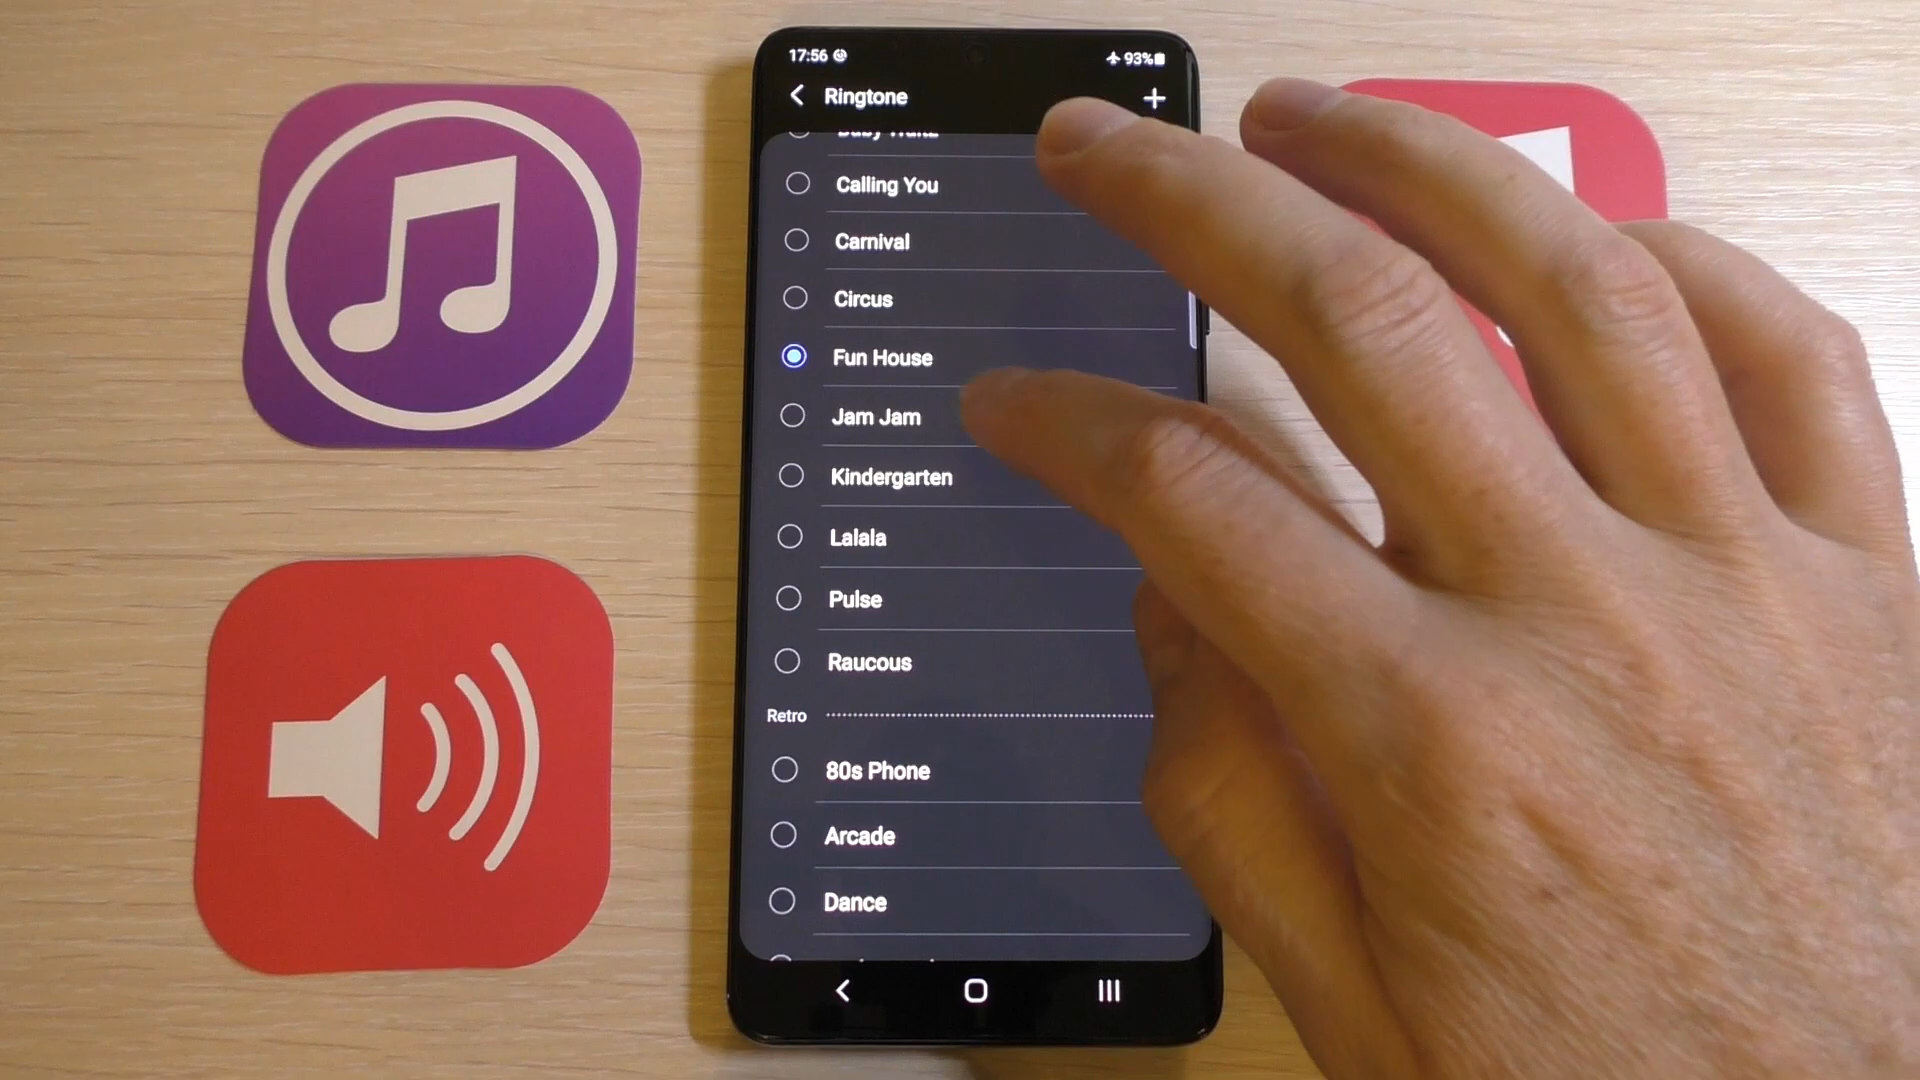 17:56 93%
Ringtone
Calling You
Carnival
Circus
Fun House
Jam Jam
Kindergarten
Lalala
Pulse
Raucous
Retro
80s Phone
Arcade
Dance